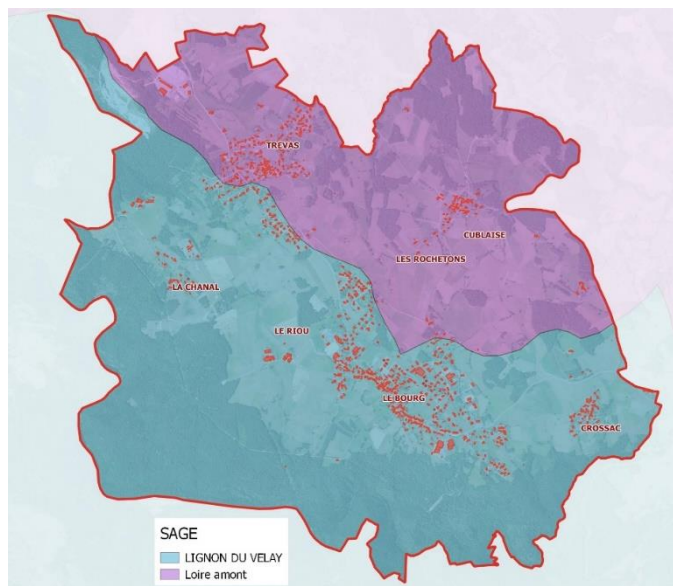 TREVAS
CUBLAISE
LES ROCHETONS
LA CHANAL
LE RIOU
LE BOURG
CROSSAC
SAGE
LIGNON DU VELAY
Loire amont